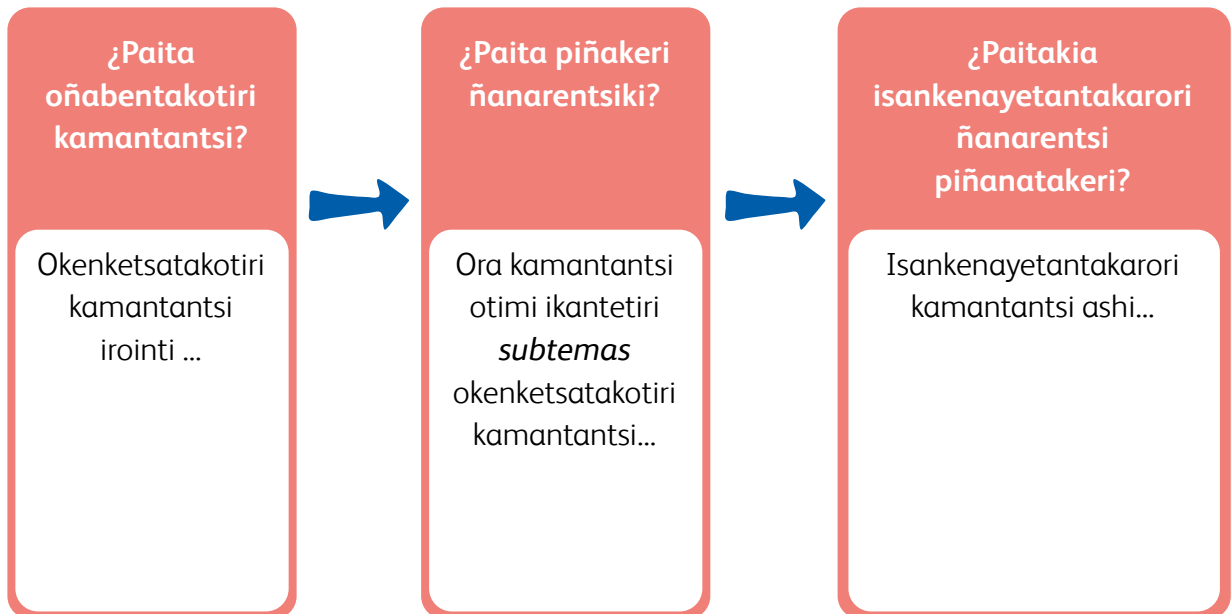 ¿Paita
oñabentakotiri
kamantantsi?
Okenketsatakotiri
kamantantsi
irointi ...
¿Paita piñakeri
ñanarentsiki?
Ora kamantantsi
otimi ikantetiri
subtemas
okenketsatakotiri
kamantantsi...
¿Paitakia
isankenayetantakarori
ñanarentsi
piñanatakeri?
Isankenayetantakarori
kamantantsi ashi...